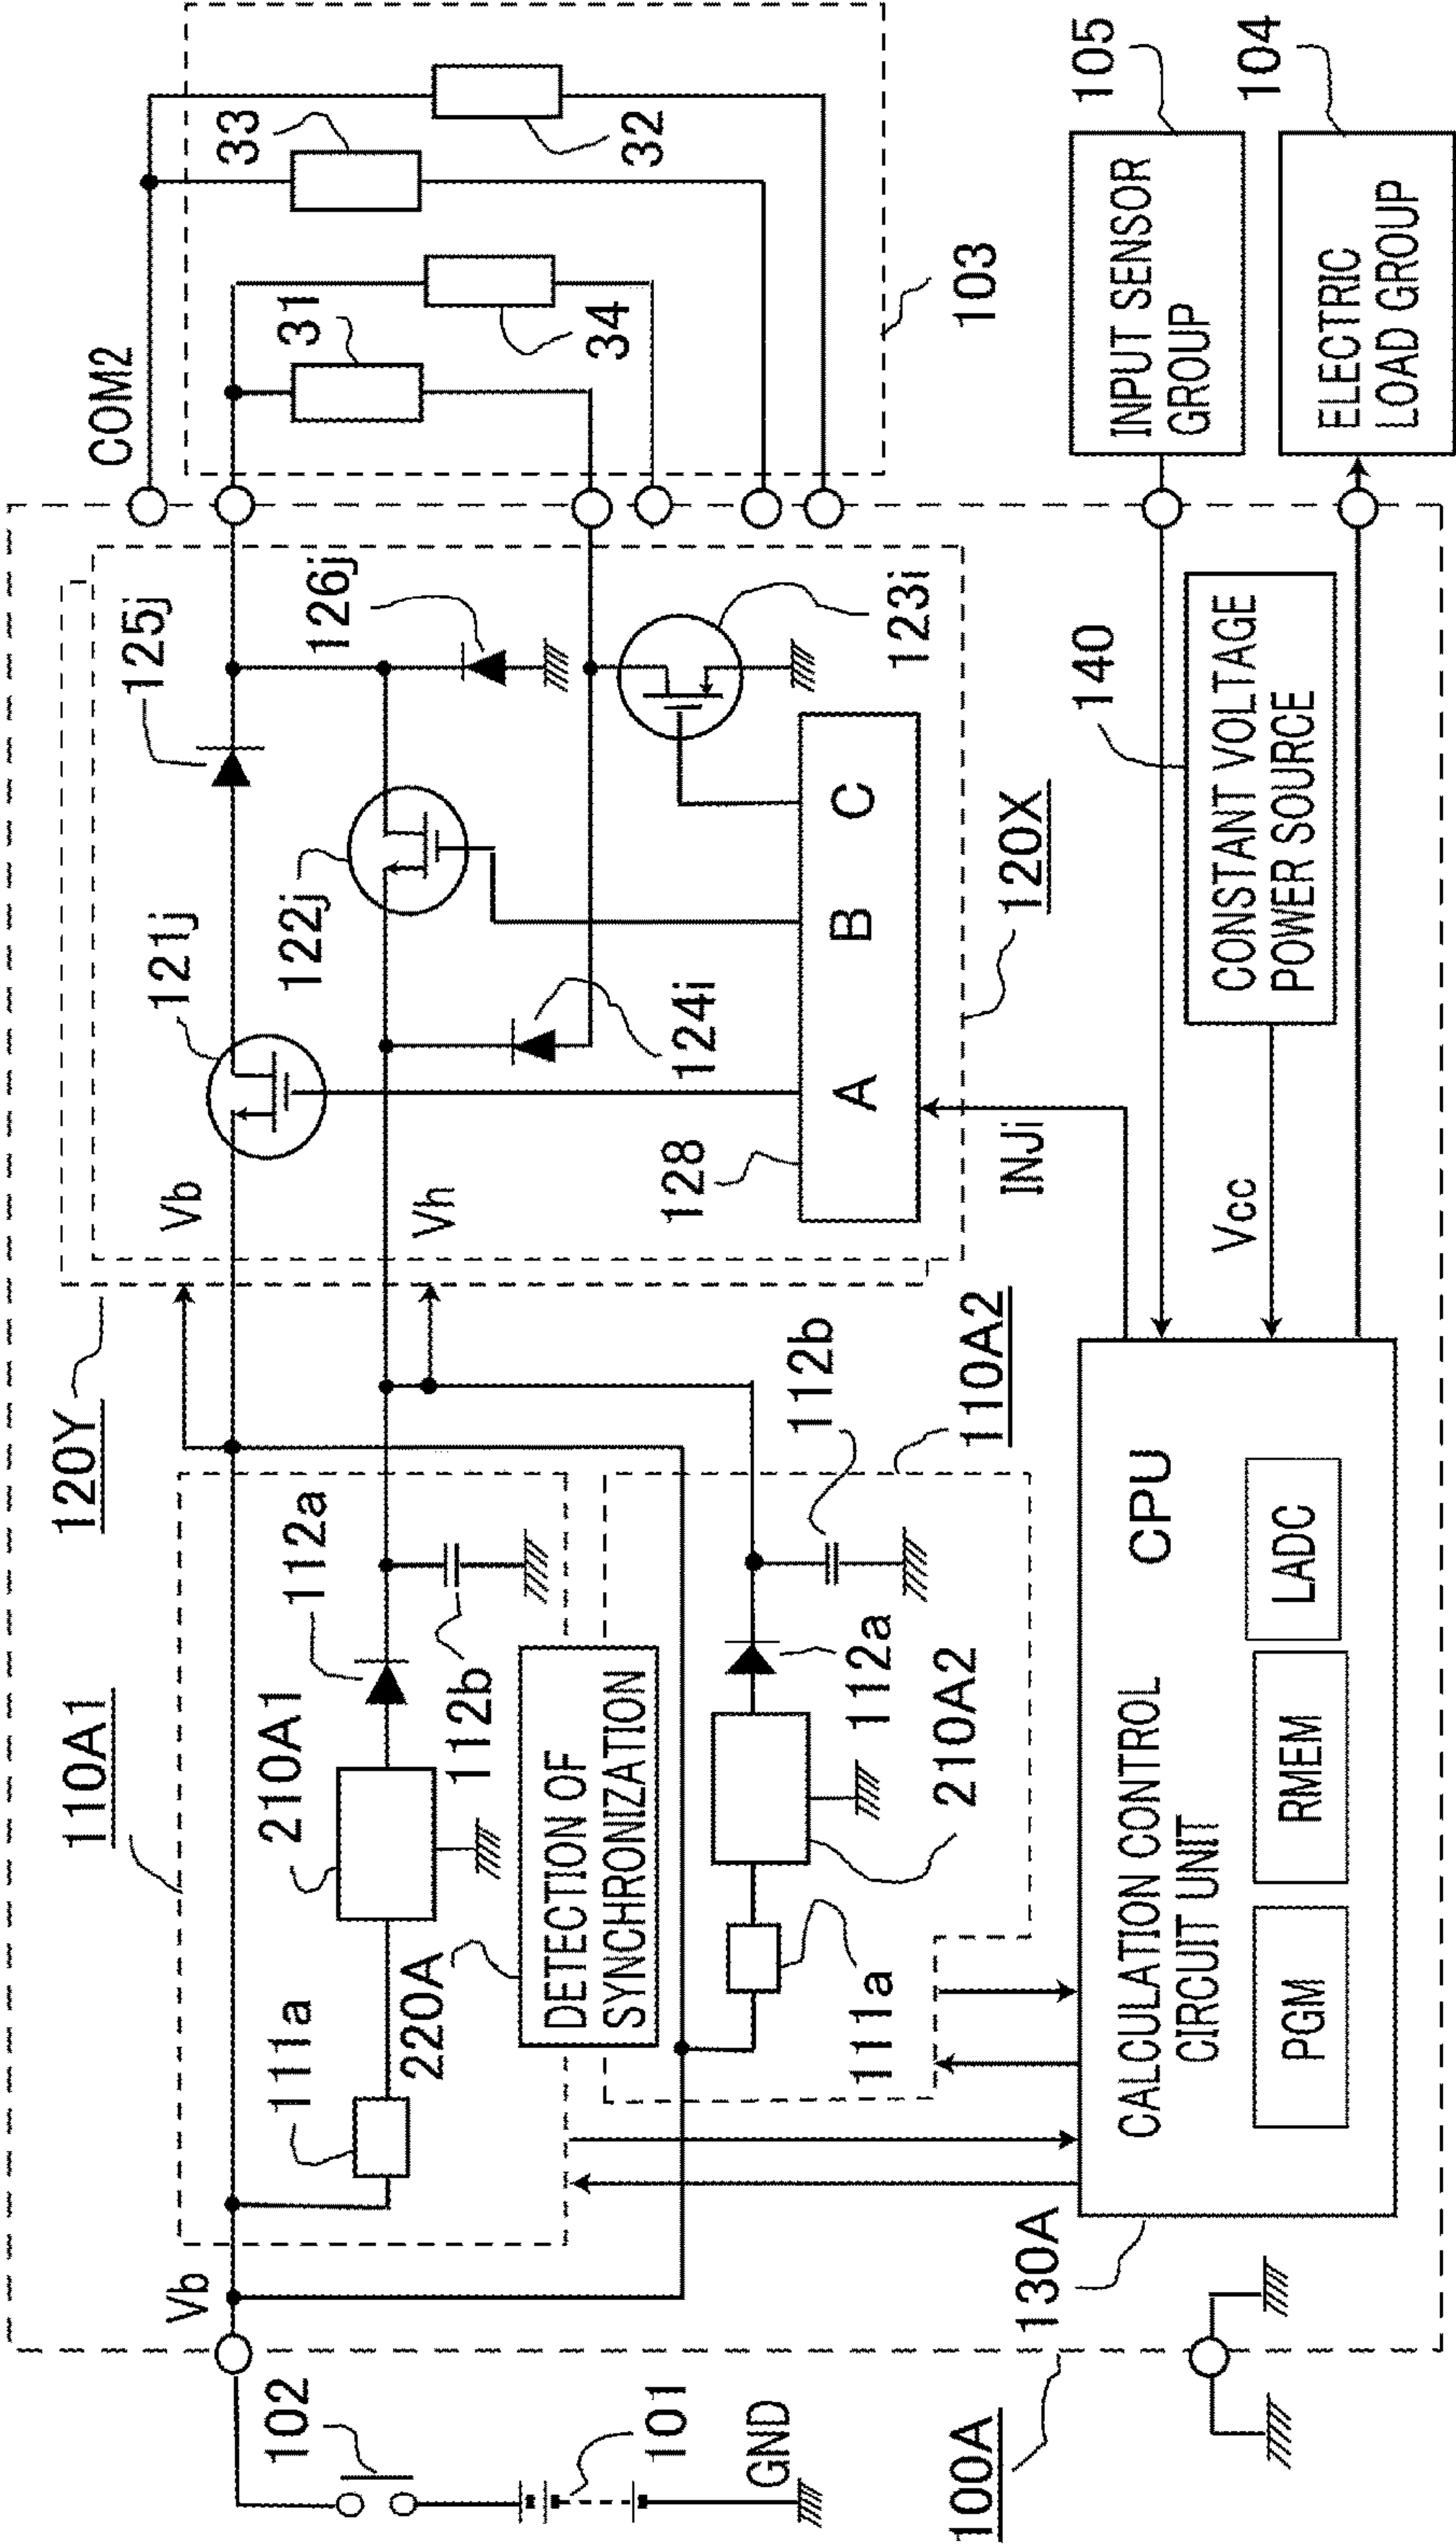 COM2
33
32
31
34
103
INPUT SENSOR
GROUP
105
ELECTRIC
LOAD GROUP
104
120Y
Vb
121j
125j
122j
126j
Vh
124i
123i
128
A B C
120X
INJi
140
CONSTANT VOLTAGE
POWER SOURCE
Vcc
110A1
111a
210A1
112a
112b
220A
DETECTION OF
SYNCHRONIZATION
111a
210A2
112a
112b
110A2
Vb
102
101
GND
100A
130A
CALCULATION CONTROL
CIRCUIT UNIT
CPU
PGM
RMEM
LADC